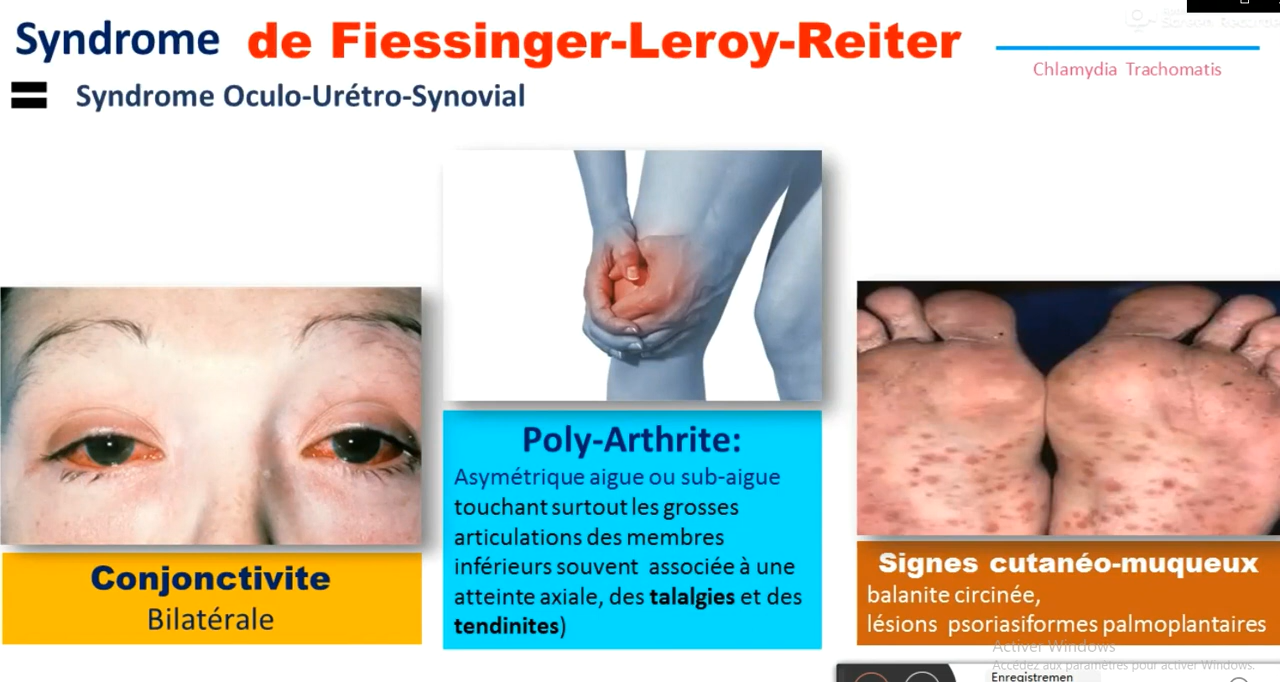 Syndrome de Fiessinger-Leroy-Reiter
Chlamydia Trachomatis
= Syndrome Oculo-Urétro-Synovial
Conjonctivite
Bilatérale
Poly-Arthrite:
Asymétrique aigue ou sub-aigue
touchant surtout les grosses
articulations des membres
inférieurs souvent associée à une
atteinte axiale, des talalgies et des
tendinites)
Signes cutanéo-muqueux
balanite circinée,
lésions psoriasiformes palmoplantaires
Activer Windows
Accédez aux paramètres pour activer Windows.
Enregistremen